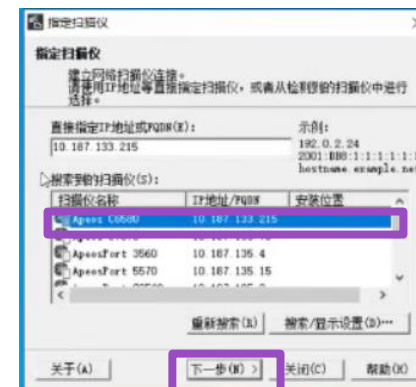 指定扫描仪
指定扫描仪
建立网络扫描仪连接。
请使用IP地址等直接指定扫描仪，或者从检测到的扫描仪中进行
选择。
直接指定IP地址或FQDN(E):
示例:
10.187.133.215
192.0.2.24
2001:DB8:1:1:1:1:1:
hostname.example.net
搜索到的扫描仪(S):
扫描仪名称 IP地址/FQDN 安装位置
Apeos C6580 10.187.133.215
ApeosPort 3560 10.187.135.4
ApeosPort 5570 10.187.135.15
重新搜索(R) 搜索/显示设置(D)...
关于(A) 下一步(N) > 关闭(C) 帮助(H)